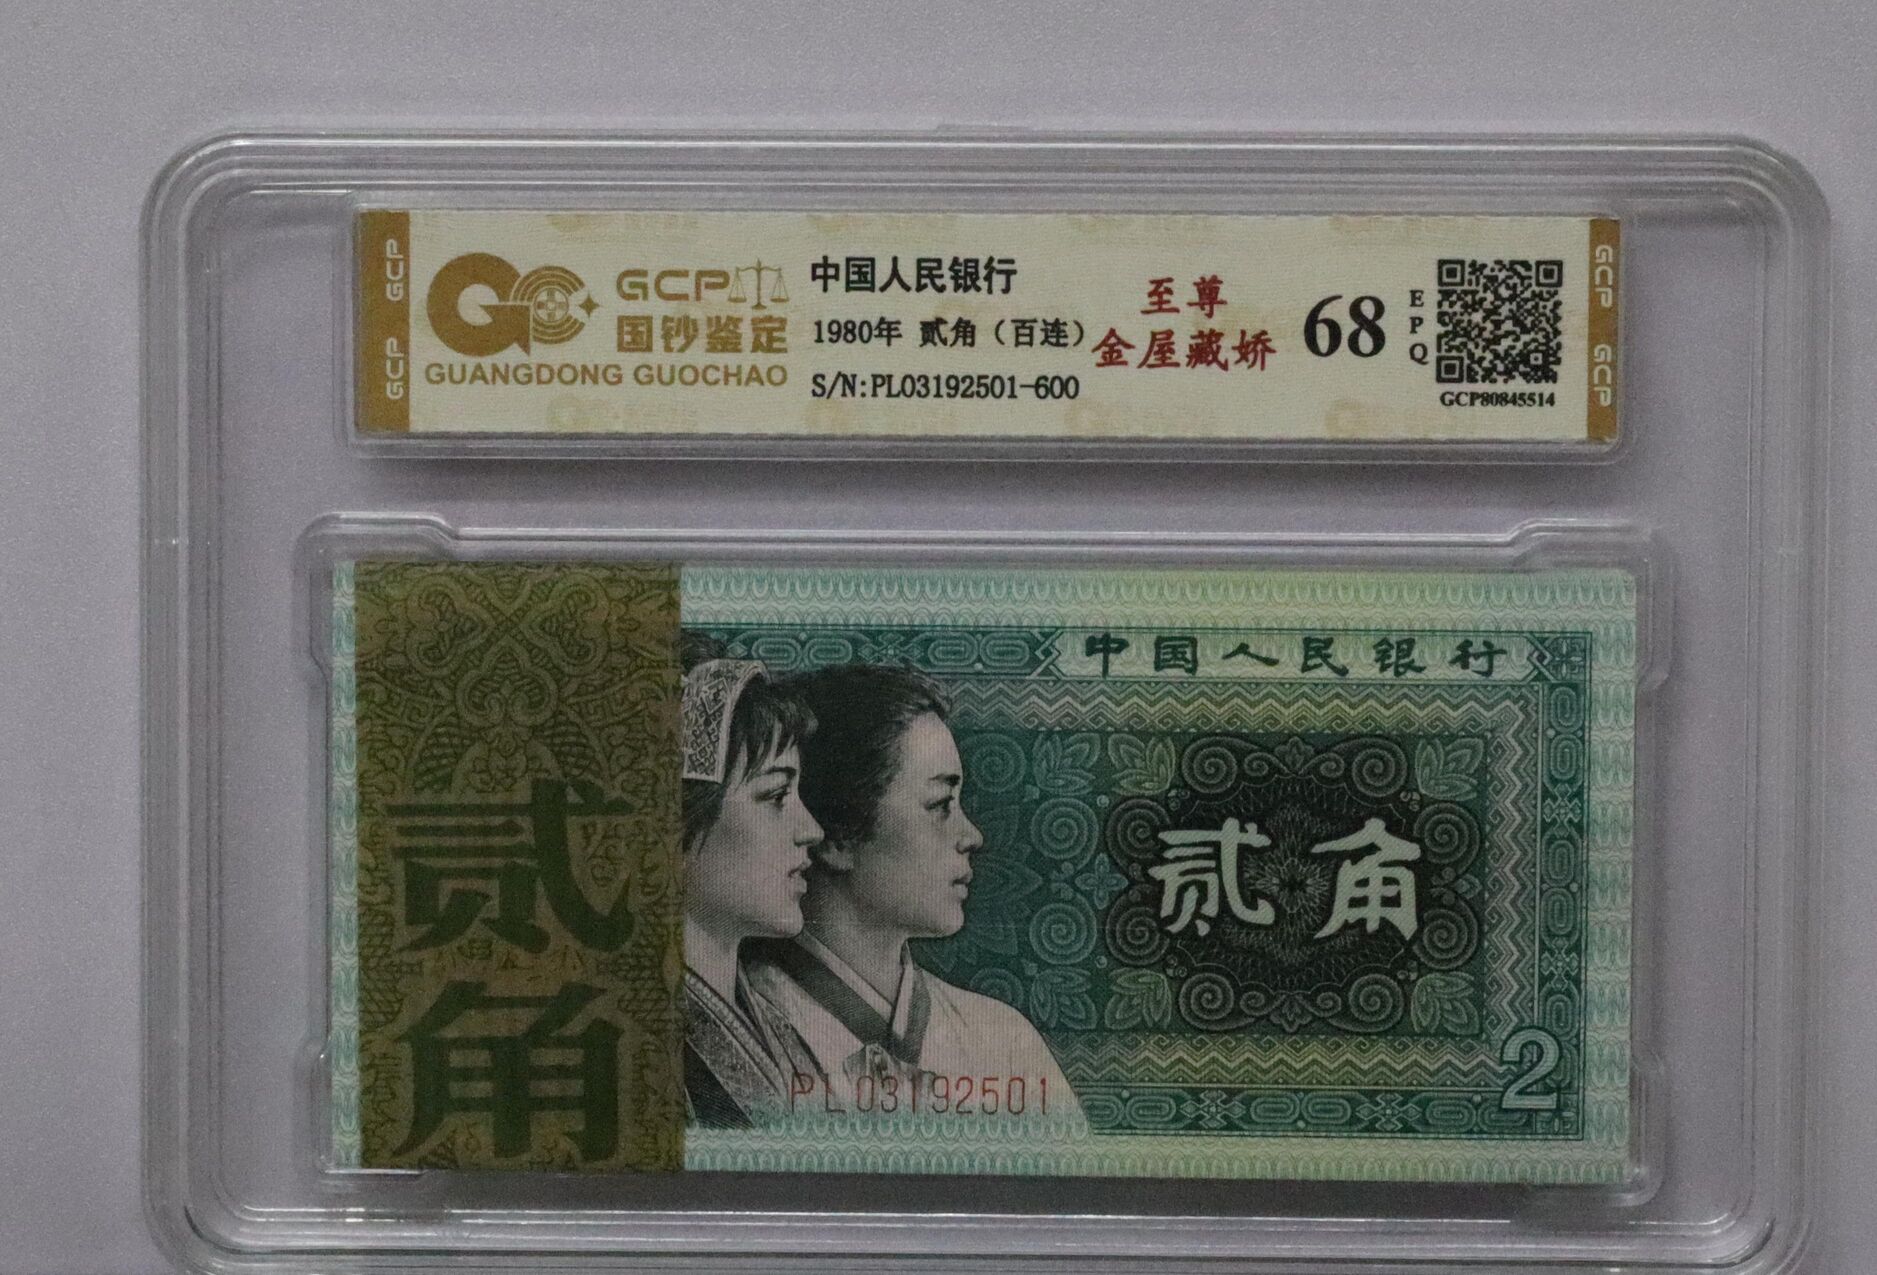 GCP
GCP
GCP
国钞鉴定
GUANGDONG GUOCHAO
中国人民银行
1980年 贰角（百连）
S/N:PL03192501-600
至尊
金屋藏娇
68
EPQ
GCP80845514
GCP
GCP
贰角
中国人民银行
贰角
PL03192501
2